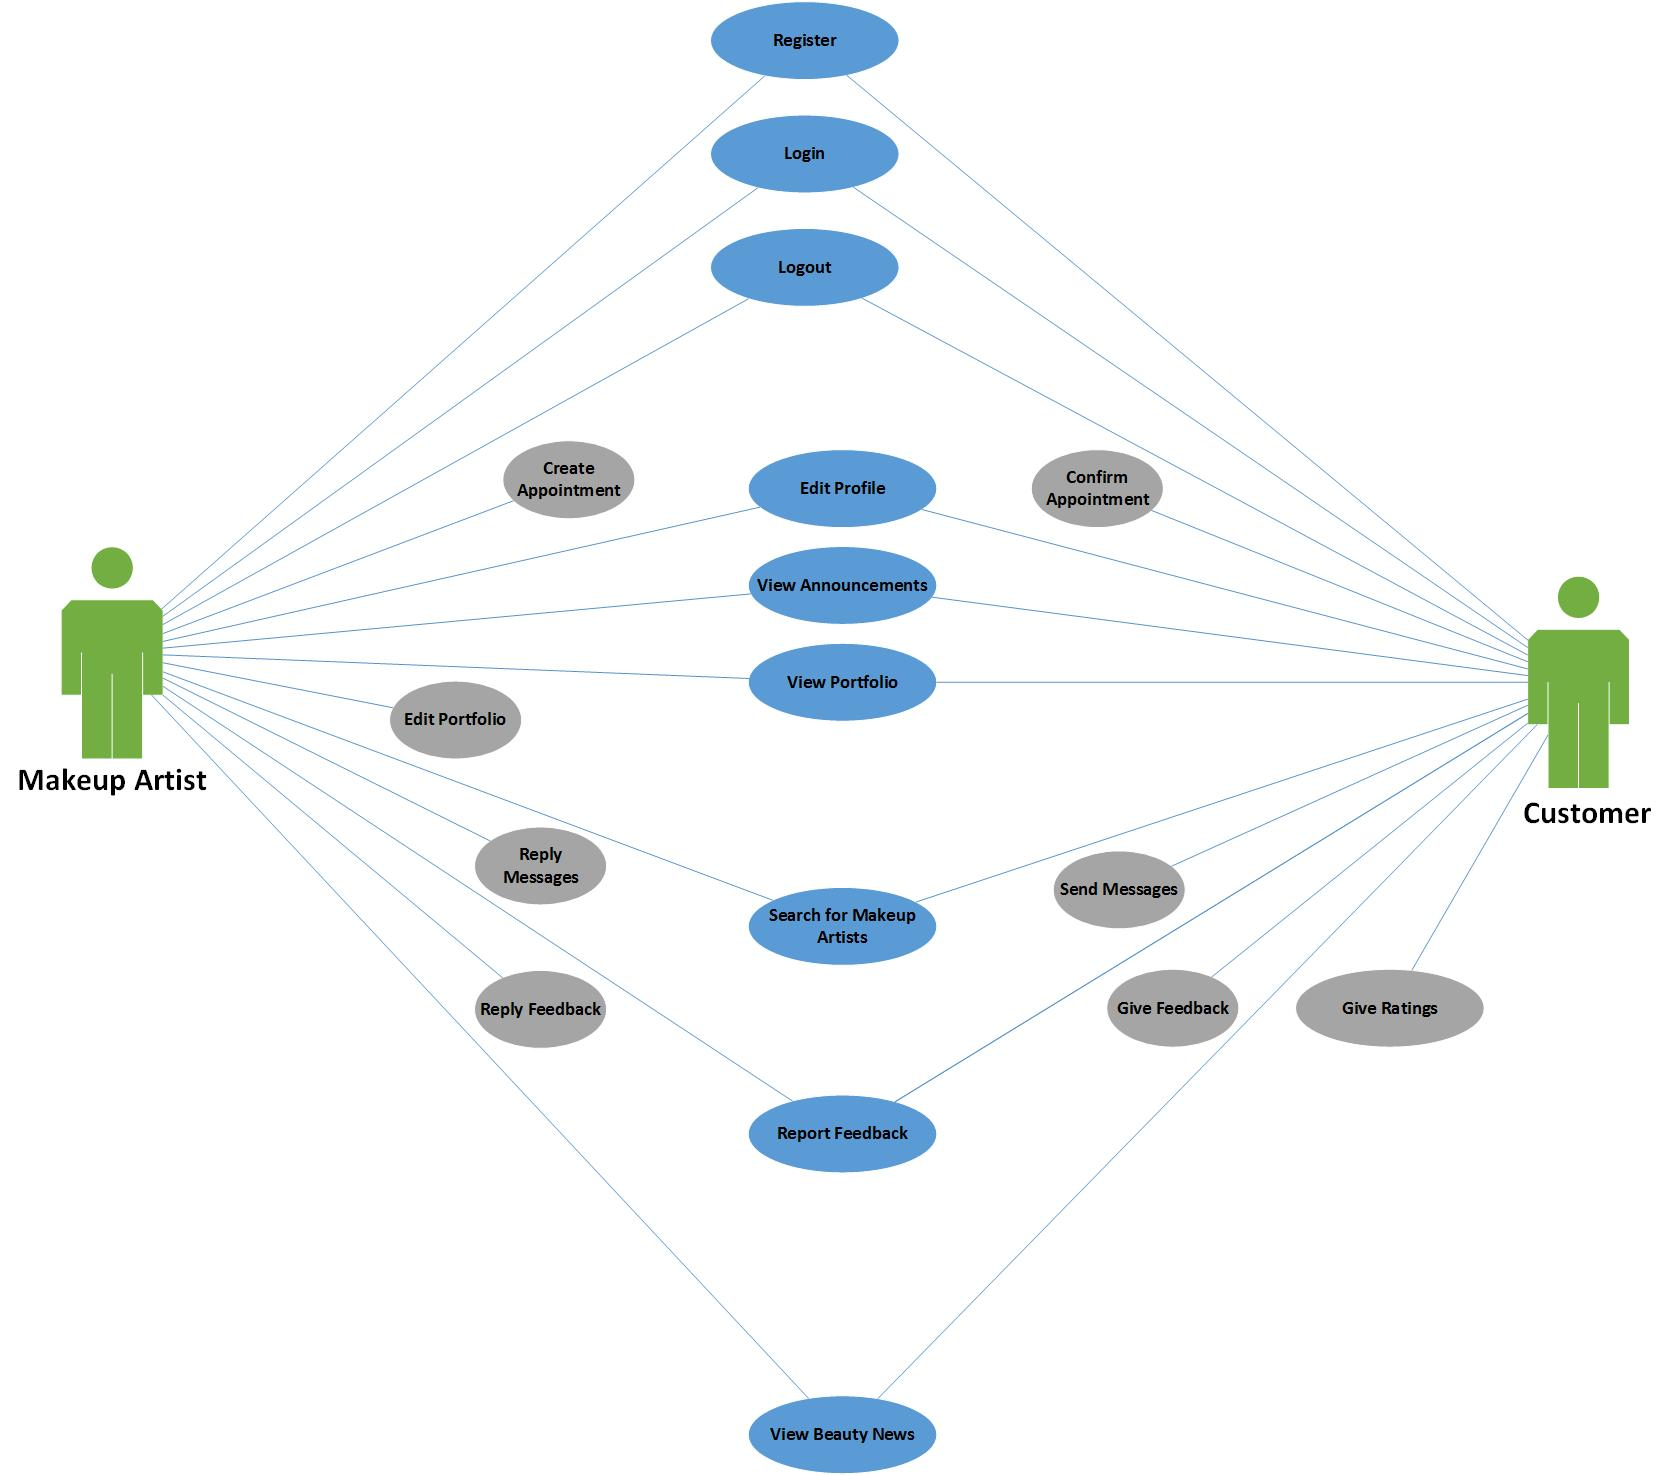 Register
Login
Logout
Create
Appointment
Edit Profile
Confirm
Appointment
View Announcements
View Portfolio
Edit Portfolio
Makeup Artist
Customer
Reply
Messages
Search for Makeup
Artists
Send Messages
Reply Feedback
Give Feedback
Give Ratings
Report Feedback
View Beauty News